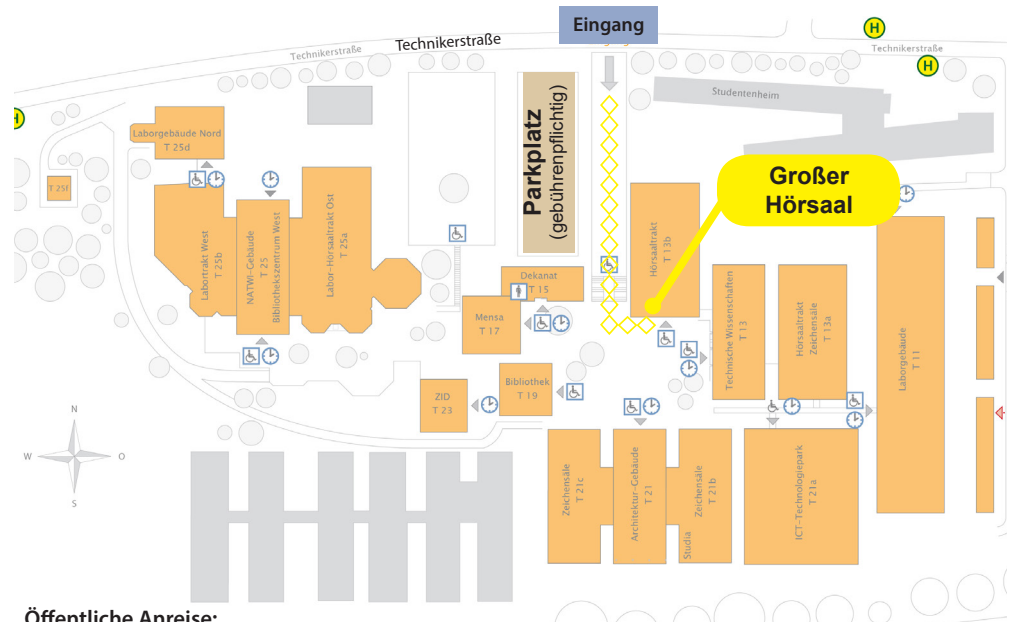 Eingang
Technikerstraße
Technikerstraße
Technikerstraße
H
H
H
Studentenheim
Parkplatz
(gebührenpflichtig)
Großer
Hörsaal
Laborgebäude Nord
T 25d
T 25f
Labortrakt West
T 25b
NATWI-Gebäude
T 25
Bibliothekszentrum West
Labor-Hörsaaltrakt Ost
T 25a
Hörsaaltrakt
T 13b
Dekanat
T 15
Mensa
T 17
Technische Wissenschaften
T 13
Hörsaaltrakt
Zeichensäle
T 13a
Laborgebäude
T 11
Bibliothek
T 19
ZID
T 23
N
W
O
S
Zeichensäle
T 21c
Architektur-Gebäude
T 21
Zeichensäle
T 21b
Studia
ICT-Technologiepark
T 21a
Öffentliche Anreise: